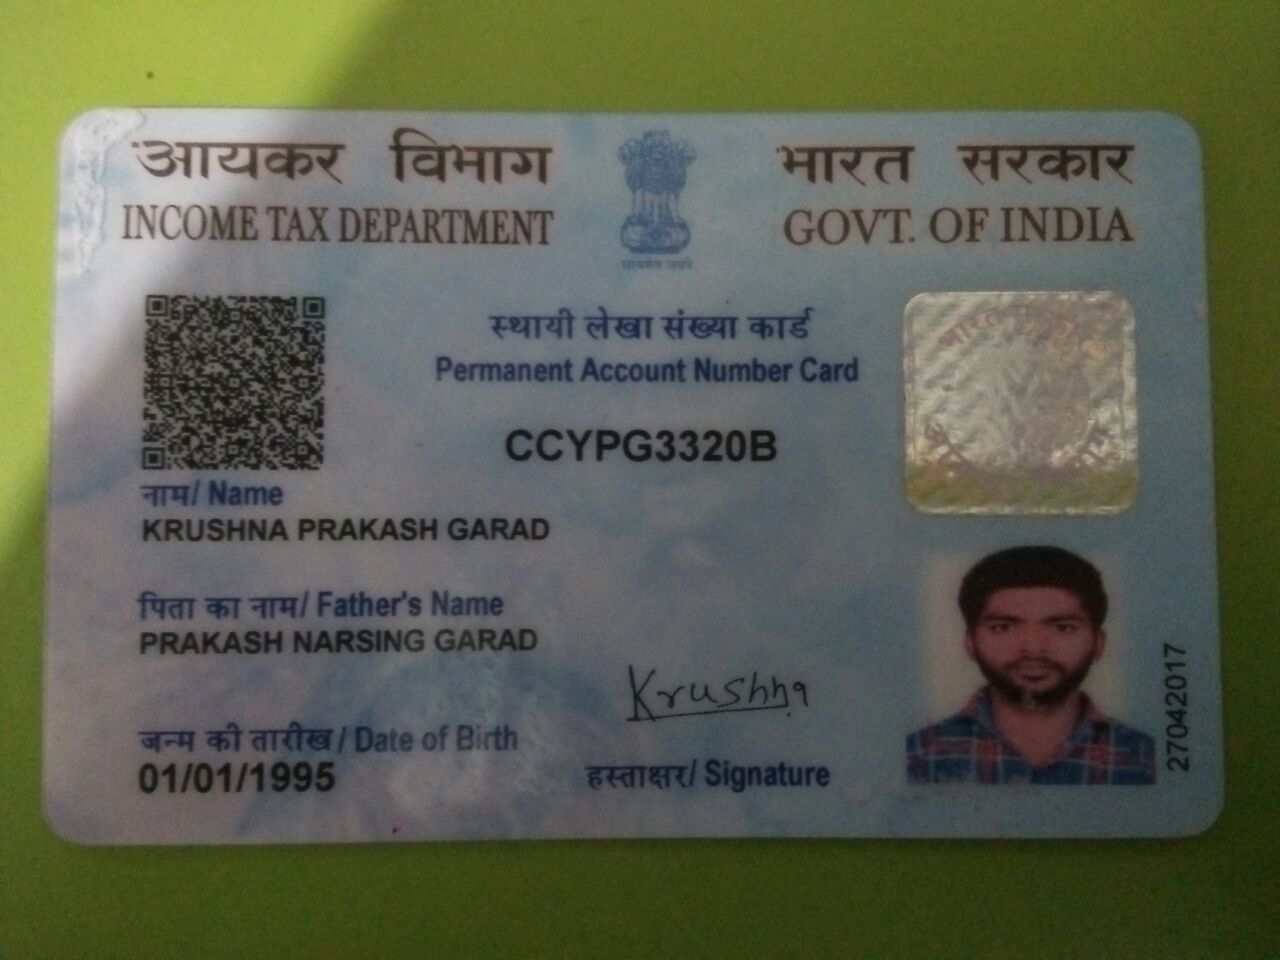 आयकर विभाग
INCOME TAX DEPARTMENT
भारत सरकार
GOVT. OF INDIA
सत्यमेव जयते
स्थायी लेखा संख्या कार्ड
Permanent Account Number Card
CCYPG3320B
नाम/ Name
KRUSHNA PRAKASH GARAD
पिता का नाम/ Father's Name
PRAKASH NARSING GARAD
जन्म की तारीख/ Date of Birth
01/01/1995
Krushna
हस्ताक्षर/ Signature
27042017